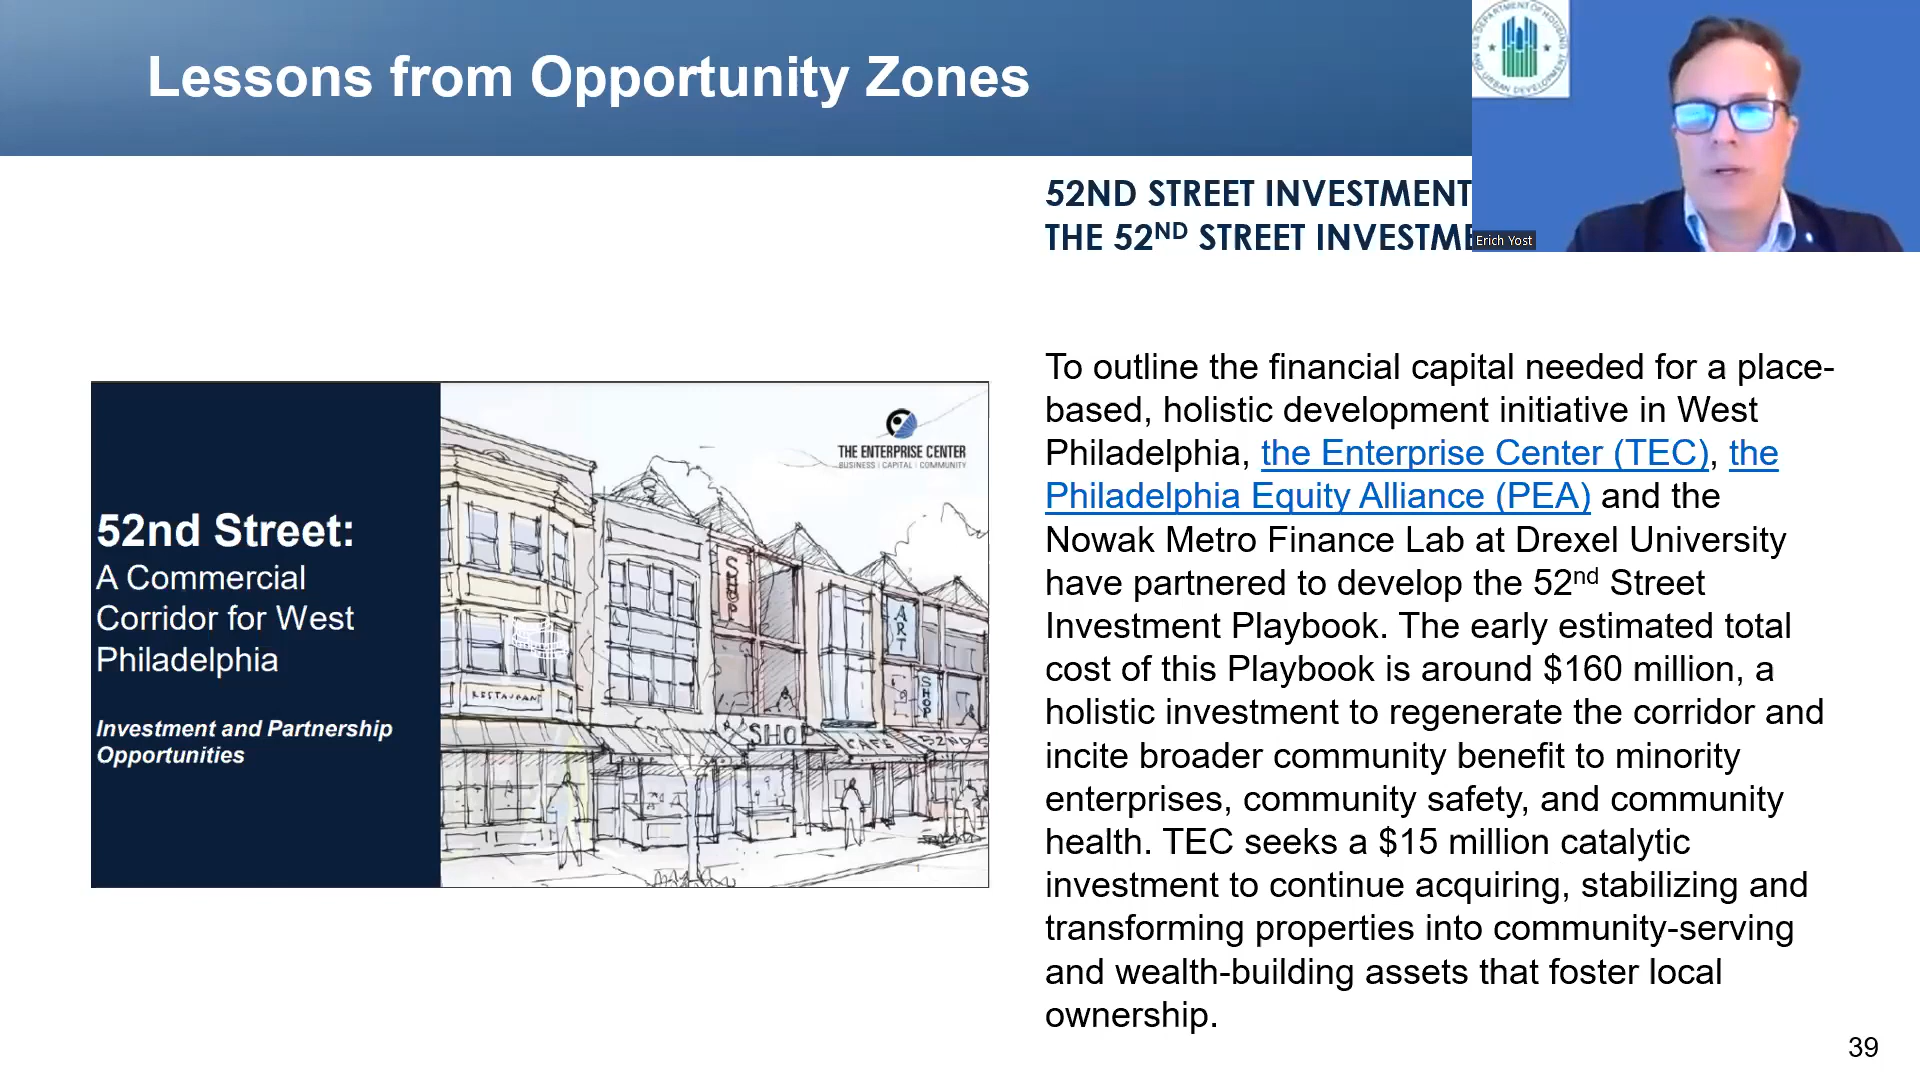 Lessons from Opportunity Zones
U.S. DEPARTMENT OF HOUSING AND URBAN DEVELOPMENT
Erich Yost
52ND STREET INVESTMENT
THE 52ND STREET
THE ENTERPRISE CENTER
BUSINESS | CAPITAL | COMMUNITY
52nd Street:
A Commercial
Corridor for West
Philadelphia
Investment and Partnership
Opportunities
SHOP
ART
SHOP
RESTAURANT
SHOP
CAFE
To outline the financial capital needed for a place-
based, holistic development initiative in West
Philadelphia, the Enterprise Center (TEC), the
Philadelphia Equity Alliance (PEA) and the
Nowak Metro Finance Lab at Drexel University
have partnered to develop the 52nd Street
Investment Playbook. The early estimated total
cost of this Playbook is around $160 million, a
holistic investment to regenerate the corridor and
incite broader community benefit to minority
enterprises, community safety, and community
health. TEC seeks a $15 million catalytic
investment to continue acquiring, stabilizing and
transforming properties into community-serving
and wealth-building assets that foster local
ownership.
39